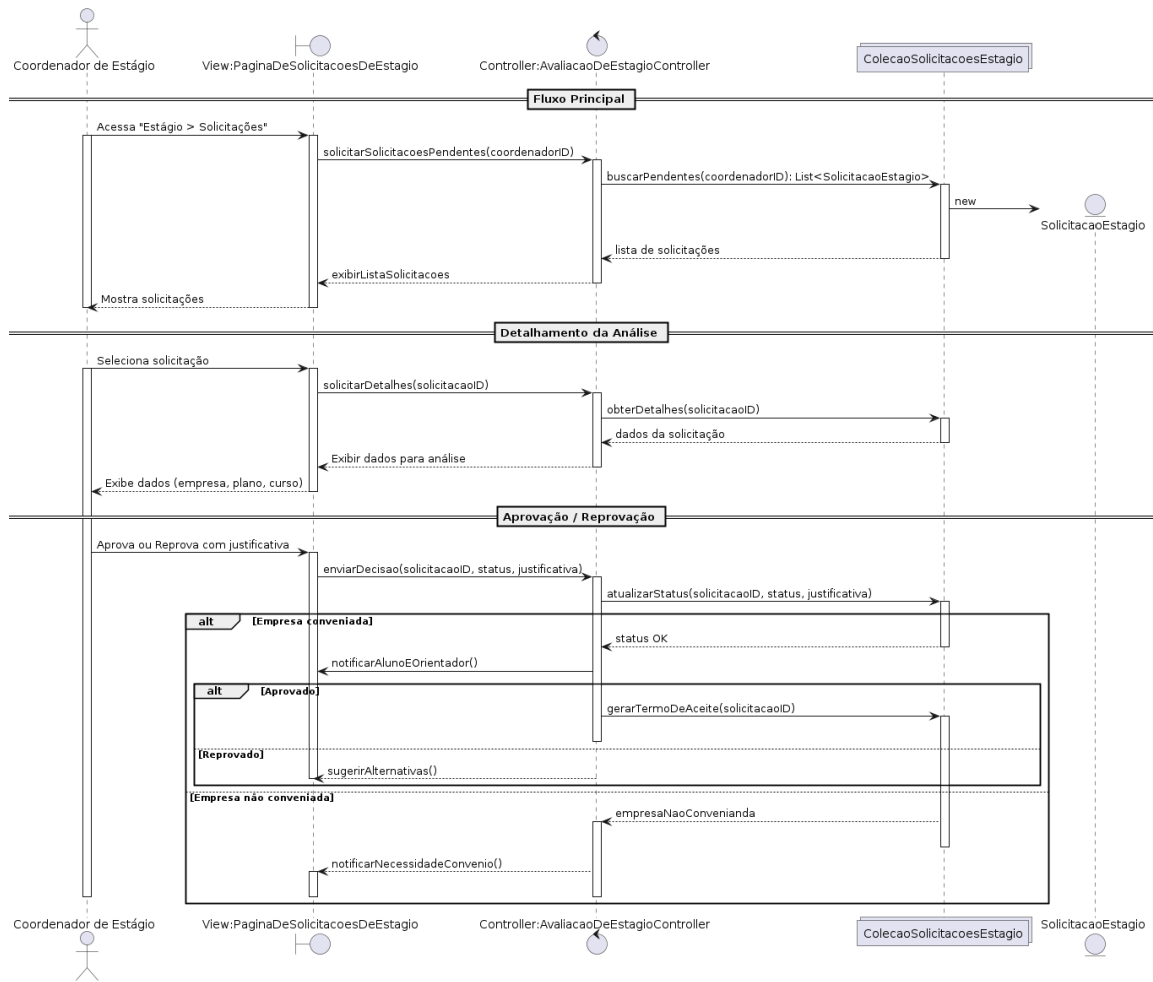 Coordenador de Estágio
View:PaginaDeSolicitacoesDeEstagio
Controller:AvaliacaoDeEstagioController
ColecaoSolicitacoesEstagio
Fluxo Principal
Acessa "Estágio > Solicitações"
solicitarSolicitacoesPendentes(coordenadorID)
buscarPendentes(coordenadorID): List<SolicitacaoEstagio>
new
SolicitacaoEstagio
lista de solicitações
exibirListaSolicitacoes
Mostra solicitações
Detalhamento da Análise
Seleciona solicitação
solicitarDetalhes(solicitacaoID)
obterDetalhes(solicitacaoID)
dados da solicitação
Exibir dados para análise
Exibe dados (empresa, plano, curso)
Aprovação / Reprovação
Aprova ou Reprova com justificativa
enviarDecisao(solicitacaoID, status, justificativa)
atualizarStatus(solicitacaoID, status, justificativa)
alt [Empresa conveniada]
status OK
notificarAlunoEOrientador()
alt [Aprovado]
gerarTermoDeAceite(solicitacaoID)
[Reprovado]
sugerirAlternativas()
[Empresa não conveniada]
empresaNaoConvenianda
notificarNecessidadeConvenio()
Coordenador de Estágio
View:PaginaDeSolicitacoesDeEstagio
Controller:AvaliacaoDeEstagioController
ColecaoSolicitacoesEstagio
SolicitacaoEstagio